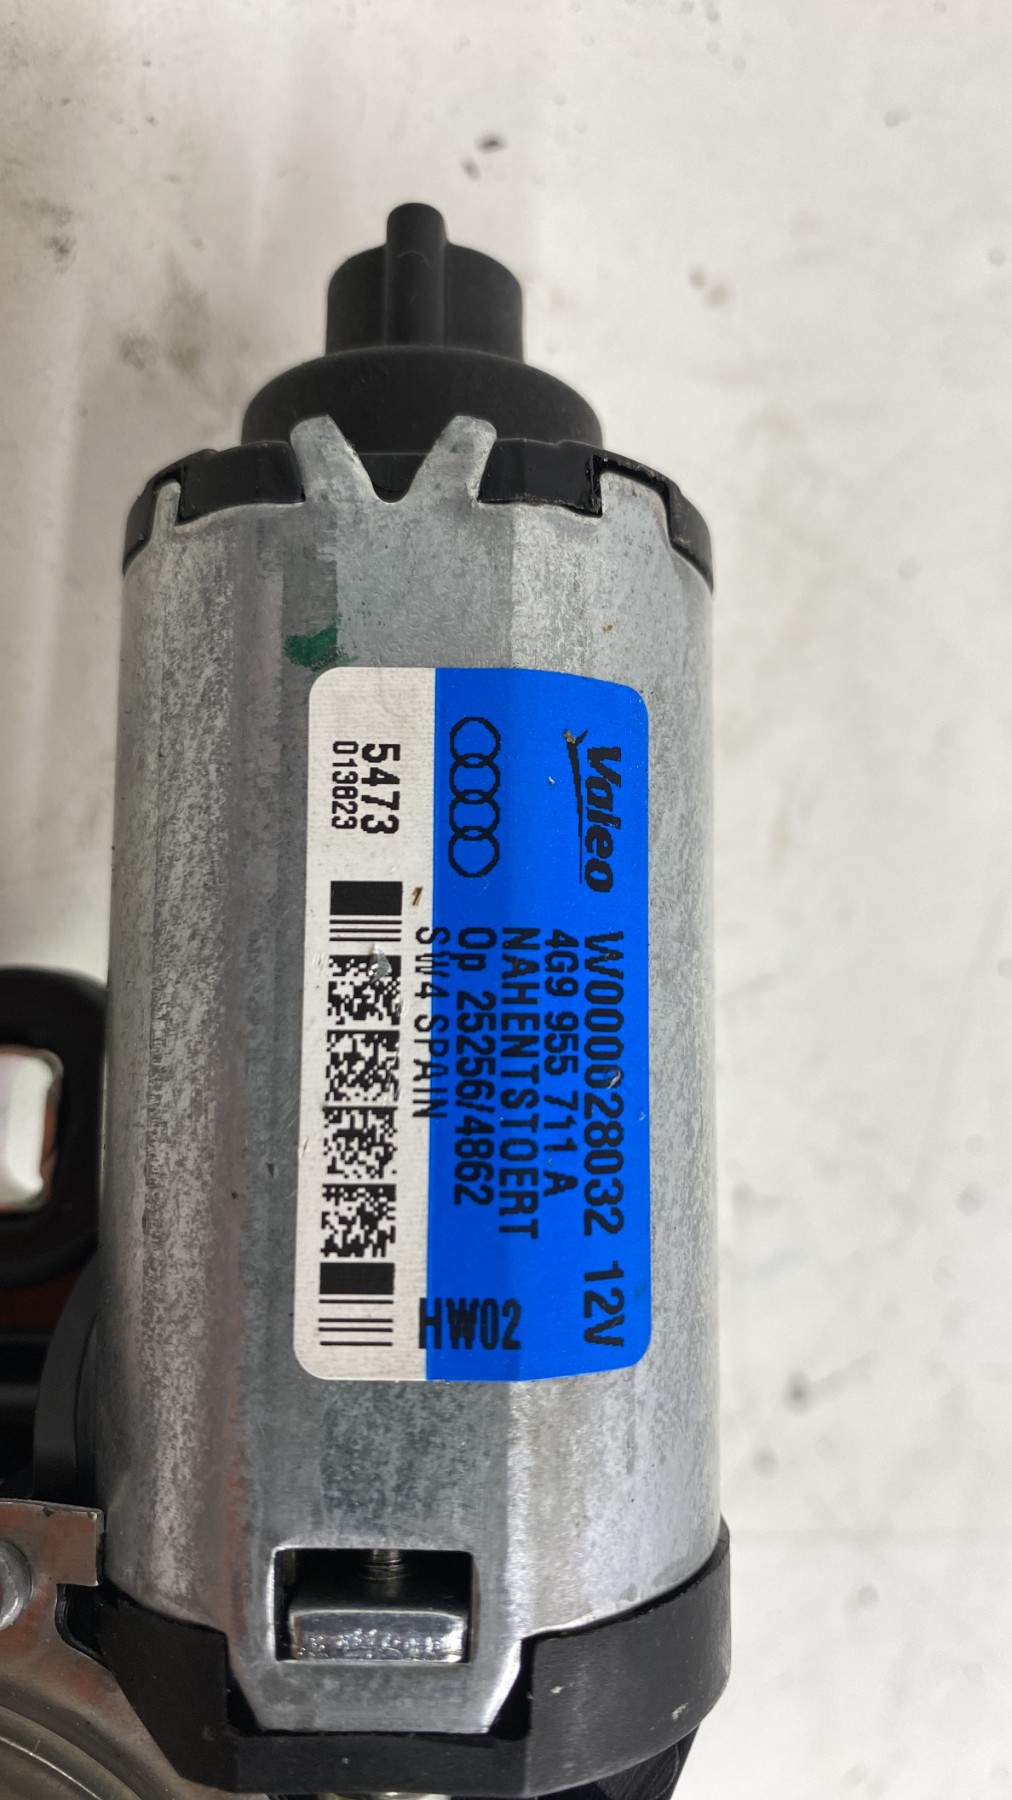 Valeo
W000028032 12V
4G9 955 711 A
NAHENTSTOERT
Op 25256/4862
SW4 SPAIN
HW02
5473
013823